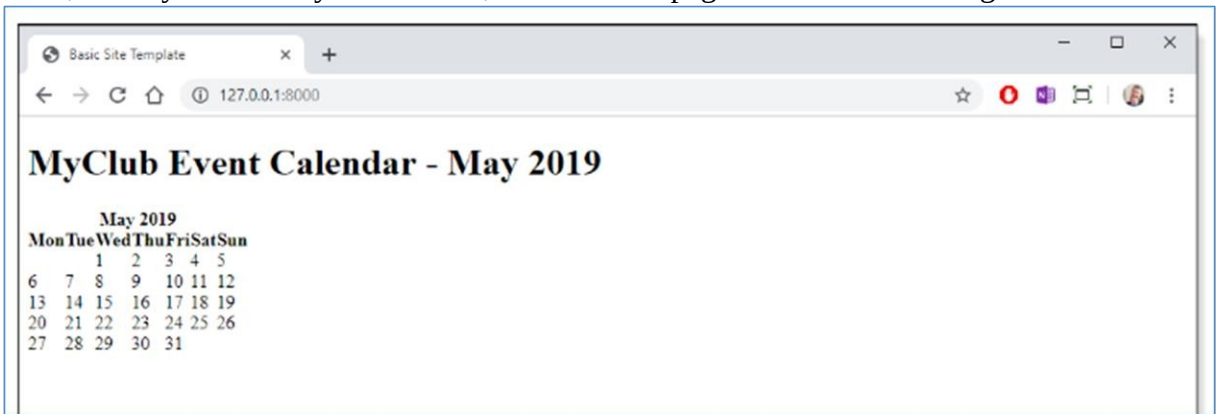 Basic Site Template
127.0.0.1:8000
MyClub Event Calendar - May 2019
May 2019
Mon Tue Wed Thu Fri Sat Sun
1 2 3 4 5
6 7 8 9 10 11 12
13 14 15 16 17 18 19
20 21 22 23 24 25 26
27 28 29 30 31